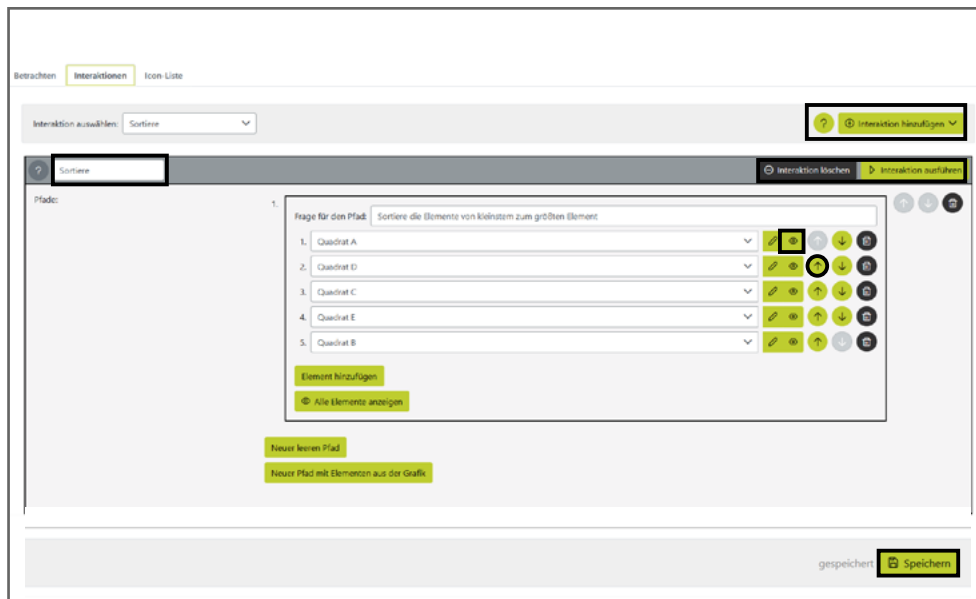 Betrachten Interaktionen Icon-Liste
Interaktion auswählen: Sortiere ? Interaktion hinzufügen
? Sortiere Interaktion löschen Interaktion ausführen
Pfade: 1.
Frage für den Pfad: Sortiere die Elemente von kleinstem zum größten Element
1. Quadrat A
2. Quadrat D
3. Quadrat C
4. Quadrat E
5. Quadrat B
Element hinzufügen
Alle Elemente anzeigen
Neuer leeren Pfad
Neuer Pfad mit Elementen aus der Grafik
gespeichert Speichern